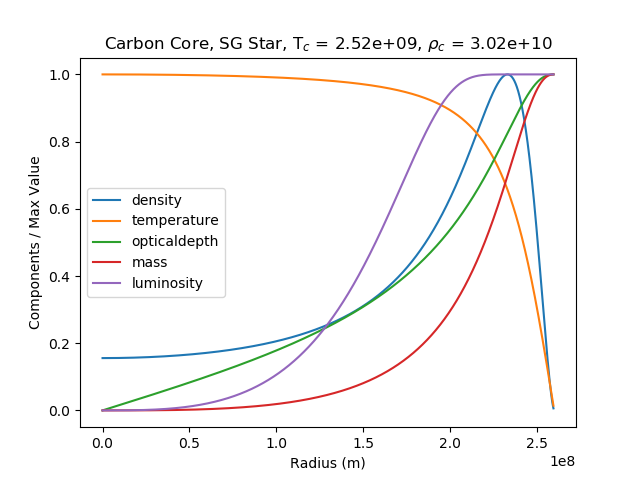 Carbon Core, SG Star, T$_c$ = 2.52e+09, ρ$_c$ = 3.02e+10
Components / Max Value
1.0
0.8
0.6
0.4
0.2
0.0
density
temperature
opticaldepth
mass
luminosity
0.0 0.5 1.0 1.5 2.0 2.5
1e8
Radius (m)